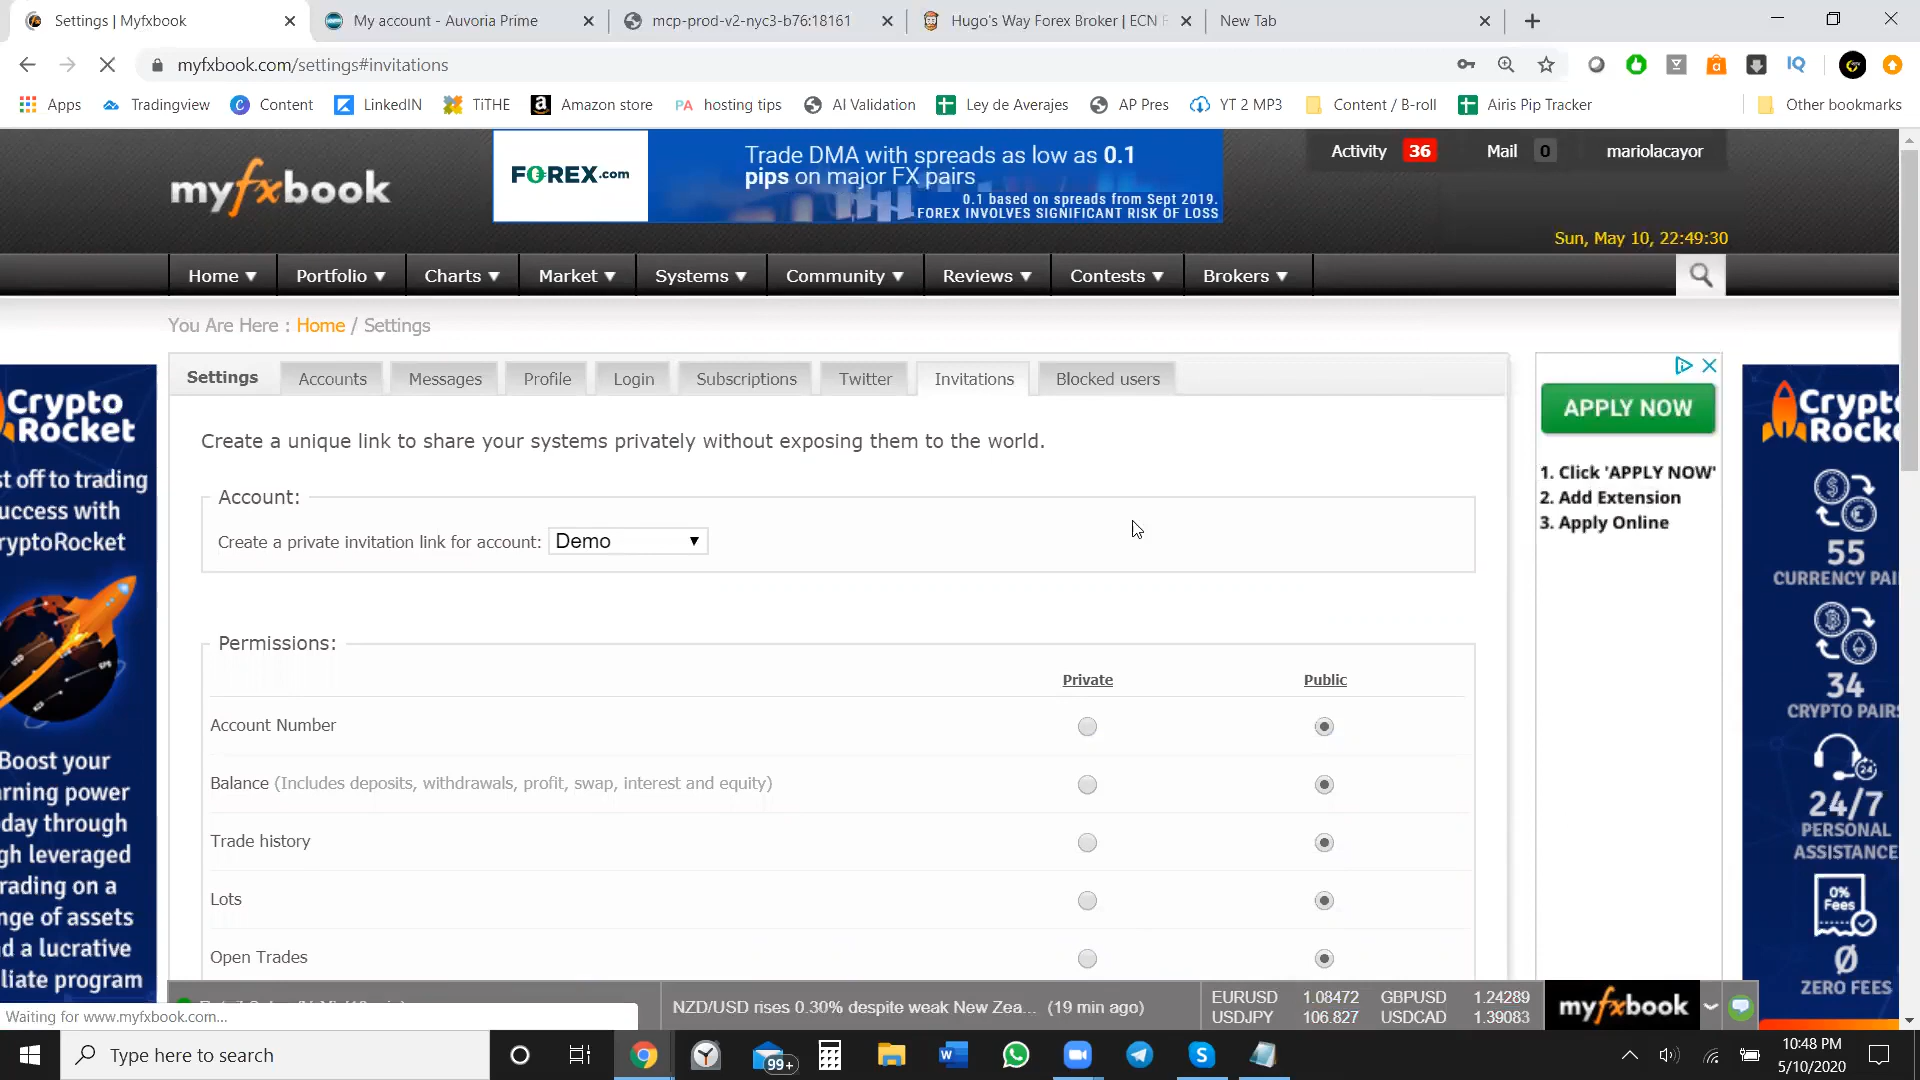 Settings | Myfxbook
My account - Auvoria Prime
mcp-prod-v2-nyc3-b76:18161
Hugo's Way Forex Broker | ECN
New Tab
myfxbook.com/settings#invitations
IQ
Apps
Tradingview
Content
LinkedIN
TiTHE
Amazon store
PA hosting tips
AI Validation
Ley de Averajes
AP Pres
YT 2 MP3
Content / B-roll
Airis Pip Tracker
Other bookmarks
myfxbook
FOREX.com
Trade DMA with spreads as low as 0.1
pips on major FX pairs
0.1 based on spreads from Sept 2019.
FOREX INVOLVES SIGNIFICANT RISK OF LOSS
Activity 36 Mail 0 mariolacayor
Sun, May 10, 22:49:30
Home ▼ Portfolio ▼ Charts ▼ Market ▼ Systems ▼ Community ▼ Reviews ▼ Contests ▼ Brokers ▼
You Are Here : Home / Settings
Settings Accounts Messages Profile Login Subscriptions Twitter Invitations Blocked users
Create a unique link to share your systems privately without exposing them to the world.
Account:
Create a private invitation link for account: Demo ▼
Permissions:
Private Public
Account Number
Balance (Includes deposits, withdrawals, profit, swap, interest and equity)
Trade history
Lots
Open Trades
APPLY NOW
1. Click 'APPLY NOW'
2. Add Extension
3. Apply Online
Crypto
Rocket
st off to trading
uccess with
ryptoRocket
Boost your
rning power
day through
gh leveraged
rading on a
nge of assets
nd a lucrative
iliate program
Crypto
Rock
55
CURRENCY PAI
34
CRYPTO PAIRS
24/7
PERSONAL
ASSISTANCE
0%
Fees
Ø
ZERO FEES
NZD/USD rises 0.30% despite weak New Zea... (19 min ago)
EURUSD 1.08472 GBPUSD 1.24289
USDJPY 106.827 USDCAD 1.39083
myfxbook
Waiting for www.myfxbook.com...
Type here to search
99+
10:48 PM
5/10/2020